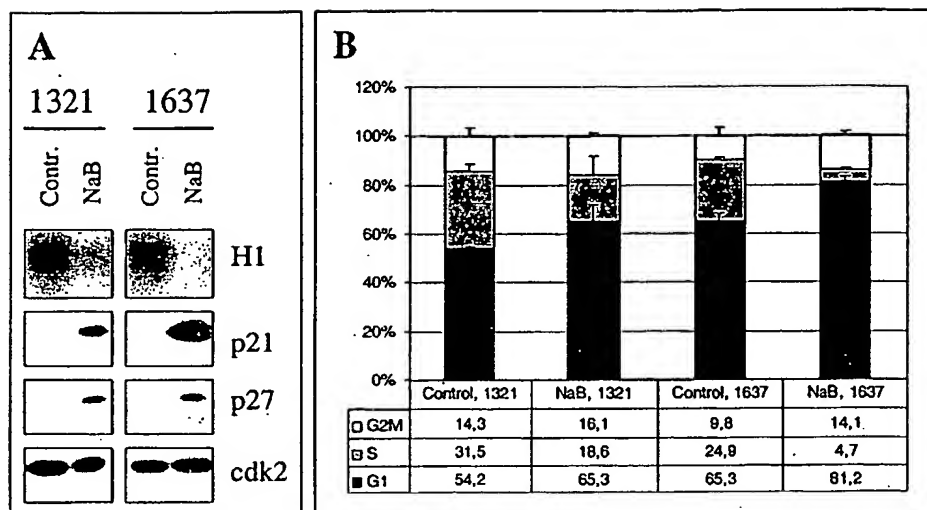 A
1321 1637
Contr. NaB Contr. NaB
H1
p21
p27
cdk2
B
120%
100%
80%
60%
40%
20%
0%
Control, 1321 NaB, 1321 Control, 1637 NaB, 1637
G2M 14,3 16,1 9,8 14,1
S 31,5 18,6 24,9 4,7
G1 54,2 65,3 65,3 81,2